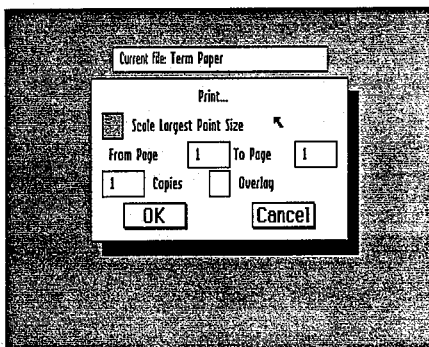 Current file: Term Paper
Print...
Scale Largest Point Size
From Page 1 To Page 1
1 Copies Overlay
OK Cancel